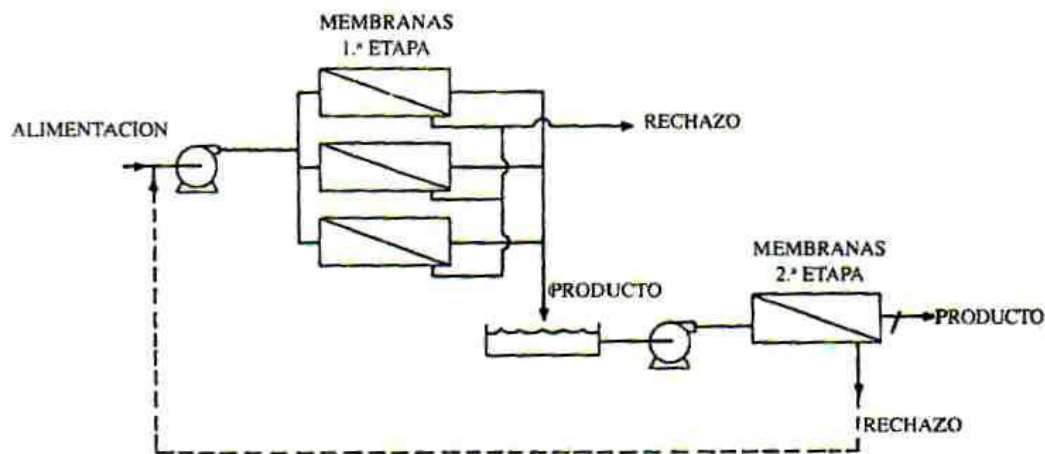 MEMBRANAS
1.ª ETAPA
ALIMENTACION
RECHAZO
MEMBRANAS
2.ª ETAPA
PRODUCTO
PRODUCTO
RECHAZO